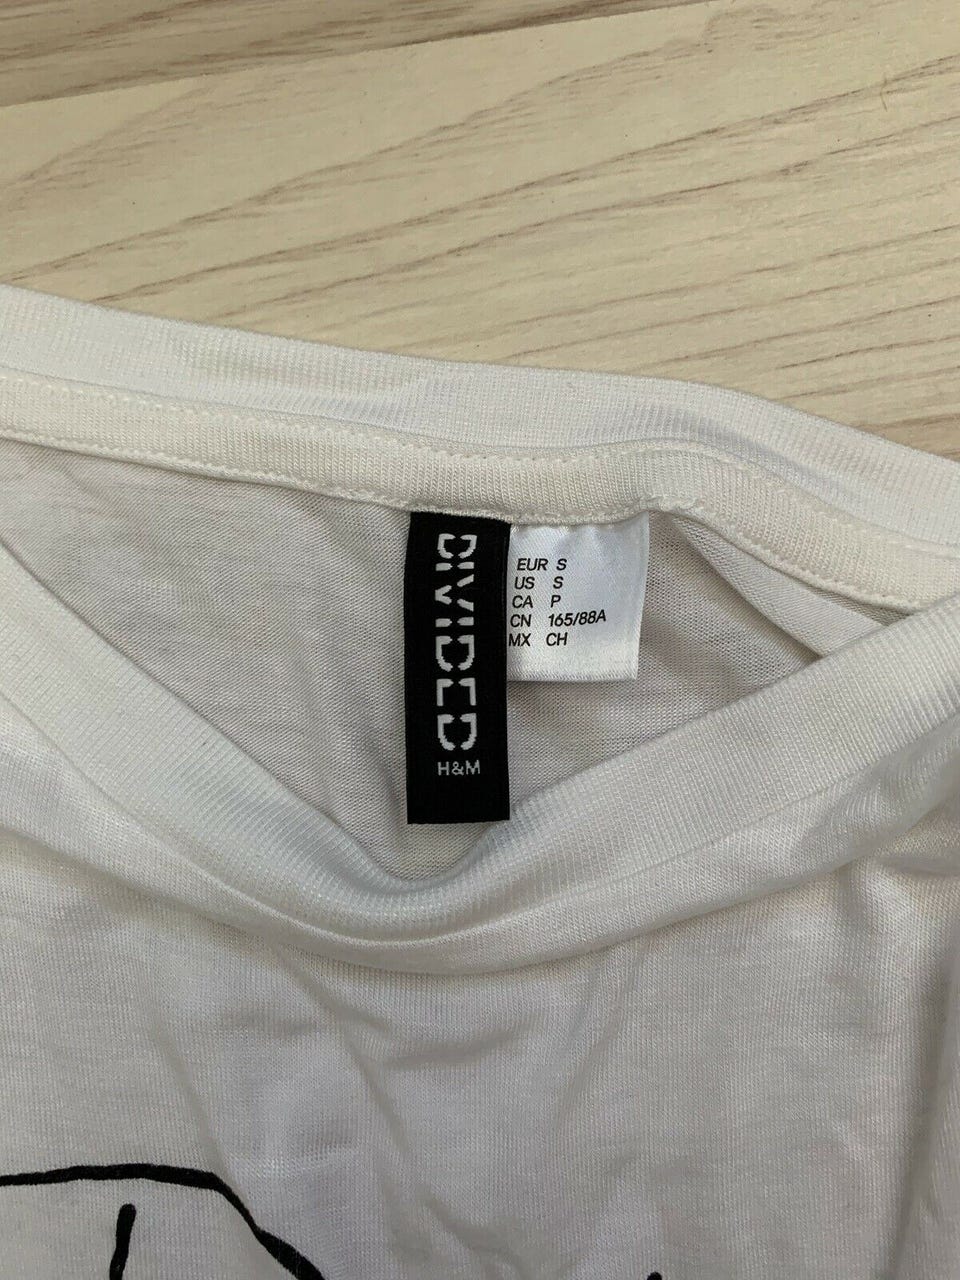 DIVIDED
H&M
EUR S
US S
CA P
CN 165/88A
MX CH